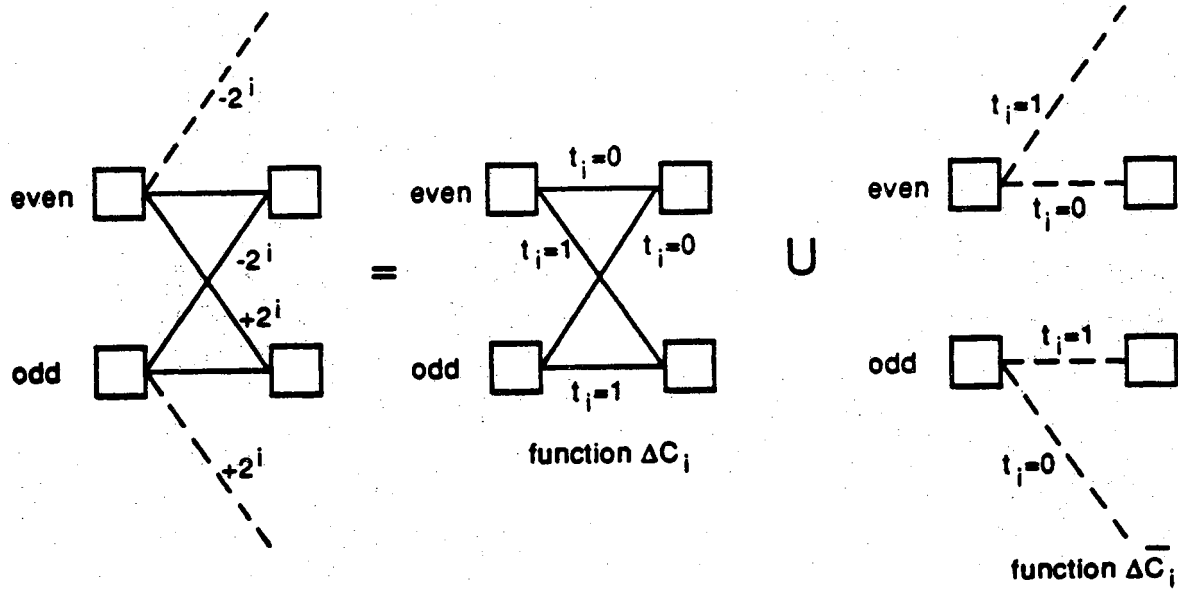 -2^i
even
-2^i
+2^i
odd
+2^i
=
t_i=0
even
t_i=1
t_i=0
odd
t_i=1
function ΔC_i
U
t_i=1
even
t_i=0
t_i=1
odd
t_i=0
function ΔC̅_i